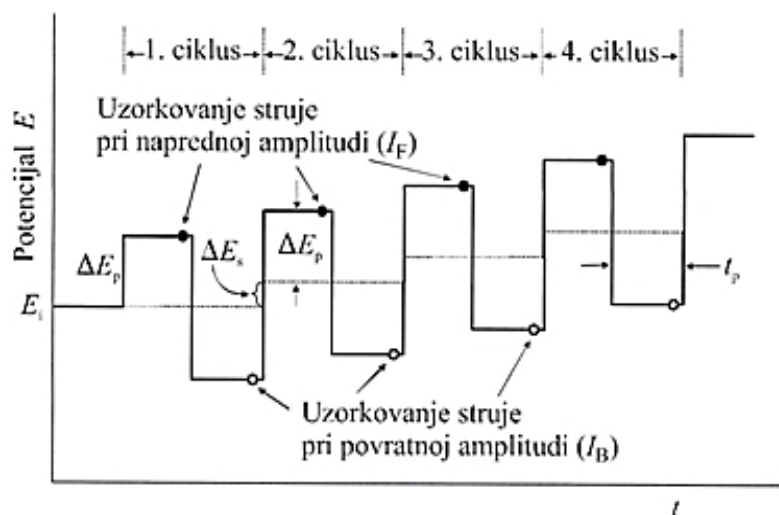 1. ciklus 2. ciklus 3. ciklus 4. ciklus
Uzorkovanje struje
pri naprednoj amplitudi (I_F)
Potencijal E
ΔE_p
ΔE_s
ΔE_p
t_p
E_i
Uzorkovanje struje
pri povratnoj amplitudi (I_B)
t